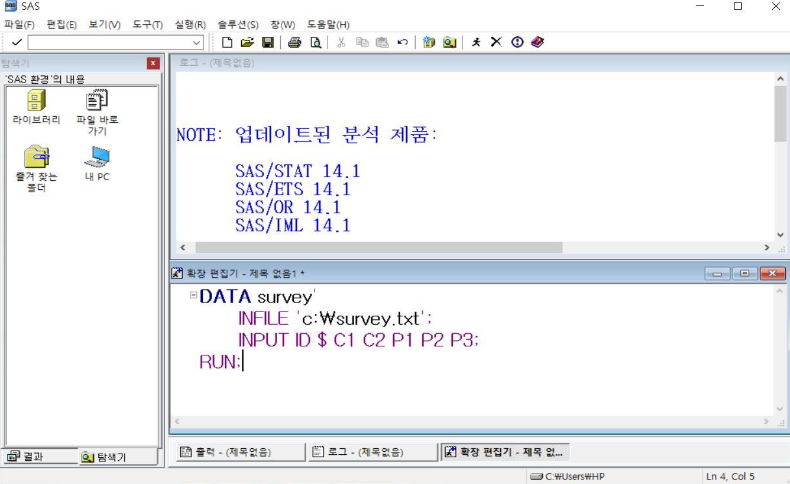 SAS
파일(F) 편집(E) 보기(V) 도구(T) 실행(R) 솔루션(S) 창(W) 도움말(H)
탐색기
'SAS 환경'의 내용
라이브러리
파일 바로
가기
즐겨 찾는
폴더
내 PC
로그 - (제목없음)
NOTE: 업데이트된 분석 제품:
SAS/STAT 14.1
SAS/ETS 14.1
SAS/OR 14.1
SAS/IML 14.1
확장 편집기 - 제목 없음1 *
DATA survey'
INFILE 'c:₩survey.txt';
INPUT ID $ C1 C2 P1 P2 P3;
RUN;
결과
탐색기
출력 - (제목없음)
로그 - (제목없음)
확장 편집기 - 제목 없...
C:₩Users₩HP
Ln 4, Col 5